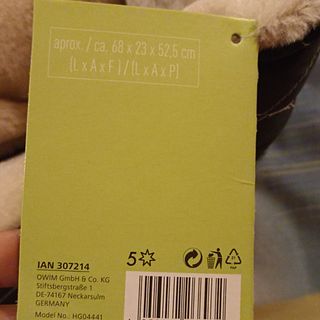 aprox. / ca. 68 x 23 x 52,5 cm
(L x A x F) / (L x A x P)
IAN 307214
OWIM GmbH & Co. KG
Stiftsbergstraße 1
DE-74167 Neckarsulm
GERMANY
Model No.: HG04441
5
PAP